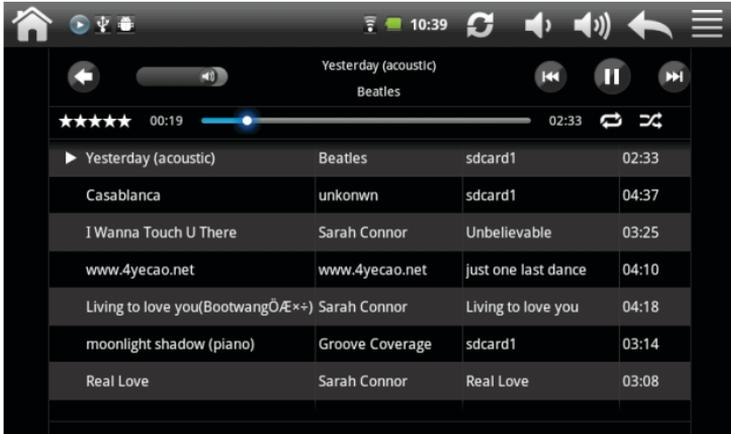 10:39
Yesterday (acoustic)
Beatles
00:19 02:33
Yesterday (acoustic) Beatles sdcard1 02:33
Casablanca unkonwn sdcard1 04:37
I Wanna Touch U There Sarah Connor Unbelievable 03:25
www.4yecao.net www.4yecao.net just one last dance 04:10
Living to love you(BootwangÖÆ×÷) Sarah Connor Living to love you 04:18
moonlight shadow (piano) Groove Coverage sdcard1 03:14
Real Love Sarah Connor Real Love 03:08